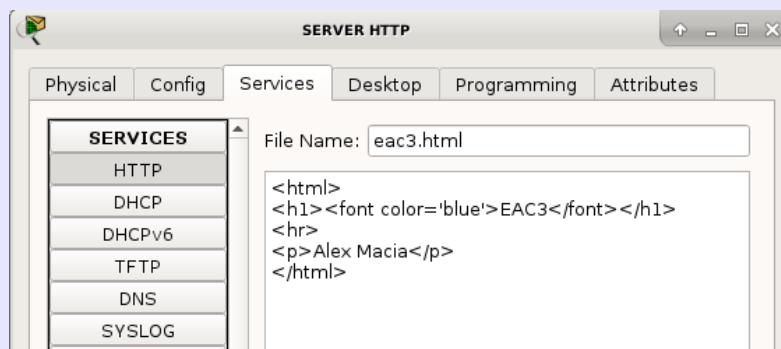 SERVER HTTP
Physical Config Services Desktop Programming Attributes
SERVICES
HTTP
DHCP
DHCPv6
TFTP
DNS
SYSLOG
File Name: eac3.html
<html>
<h1><font color='blue'>EAC3</font></h1>
<hr>
<p>Alex Macia</p>
</html>